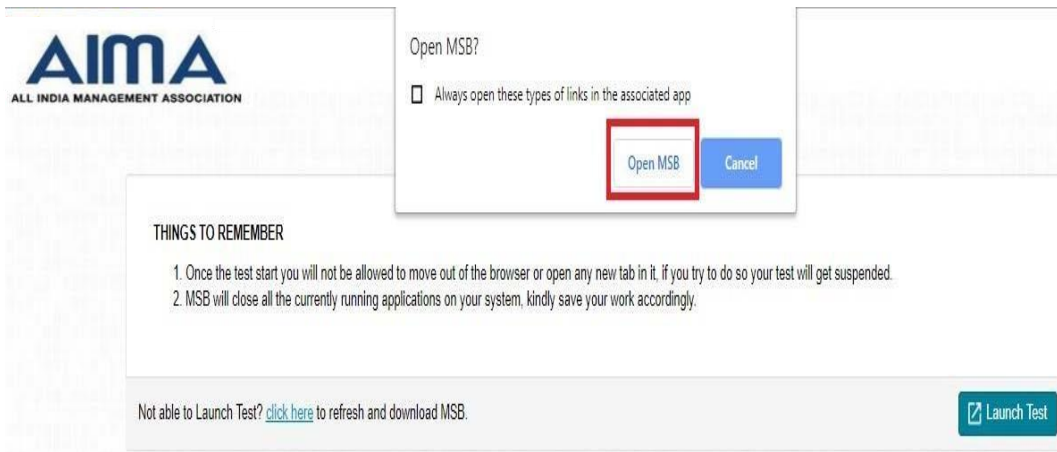 AIMA
ALL INDIA MANAGEMENT ASSOCIATION
Open MSB?
Always open these types of links in the associated app
Open MSB
Cancel
THINGS TO REMEMBER
1. Once the test start you will not be allowed to move out of the browser or open any new tab in it, if you try to do so your test will get suspended.
2. MSB will close all the currently running applications on your system, kindly save your work accordingly.
Not able to Launch Test? click here to refresh and download MSB.
Launch Test